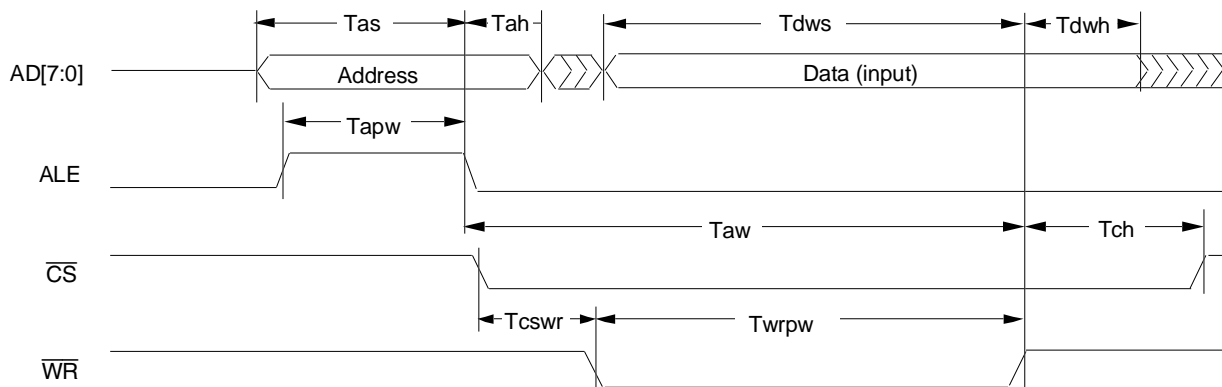 Tas Tah Tdws Tdwh
AD[7:0] Address Data (input)
Tapw
ALE
Taw Tch
CS
Tcswr Twrpw
WR